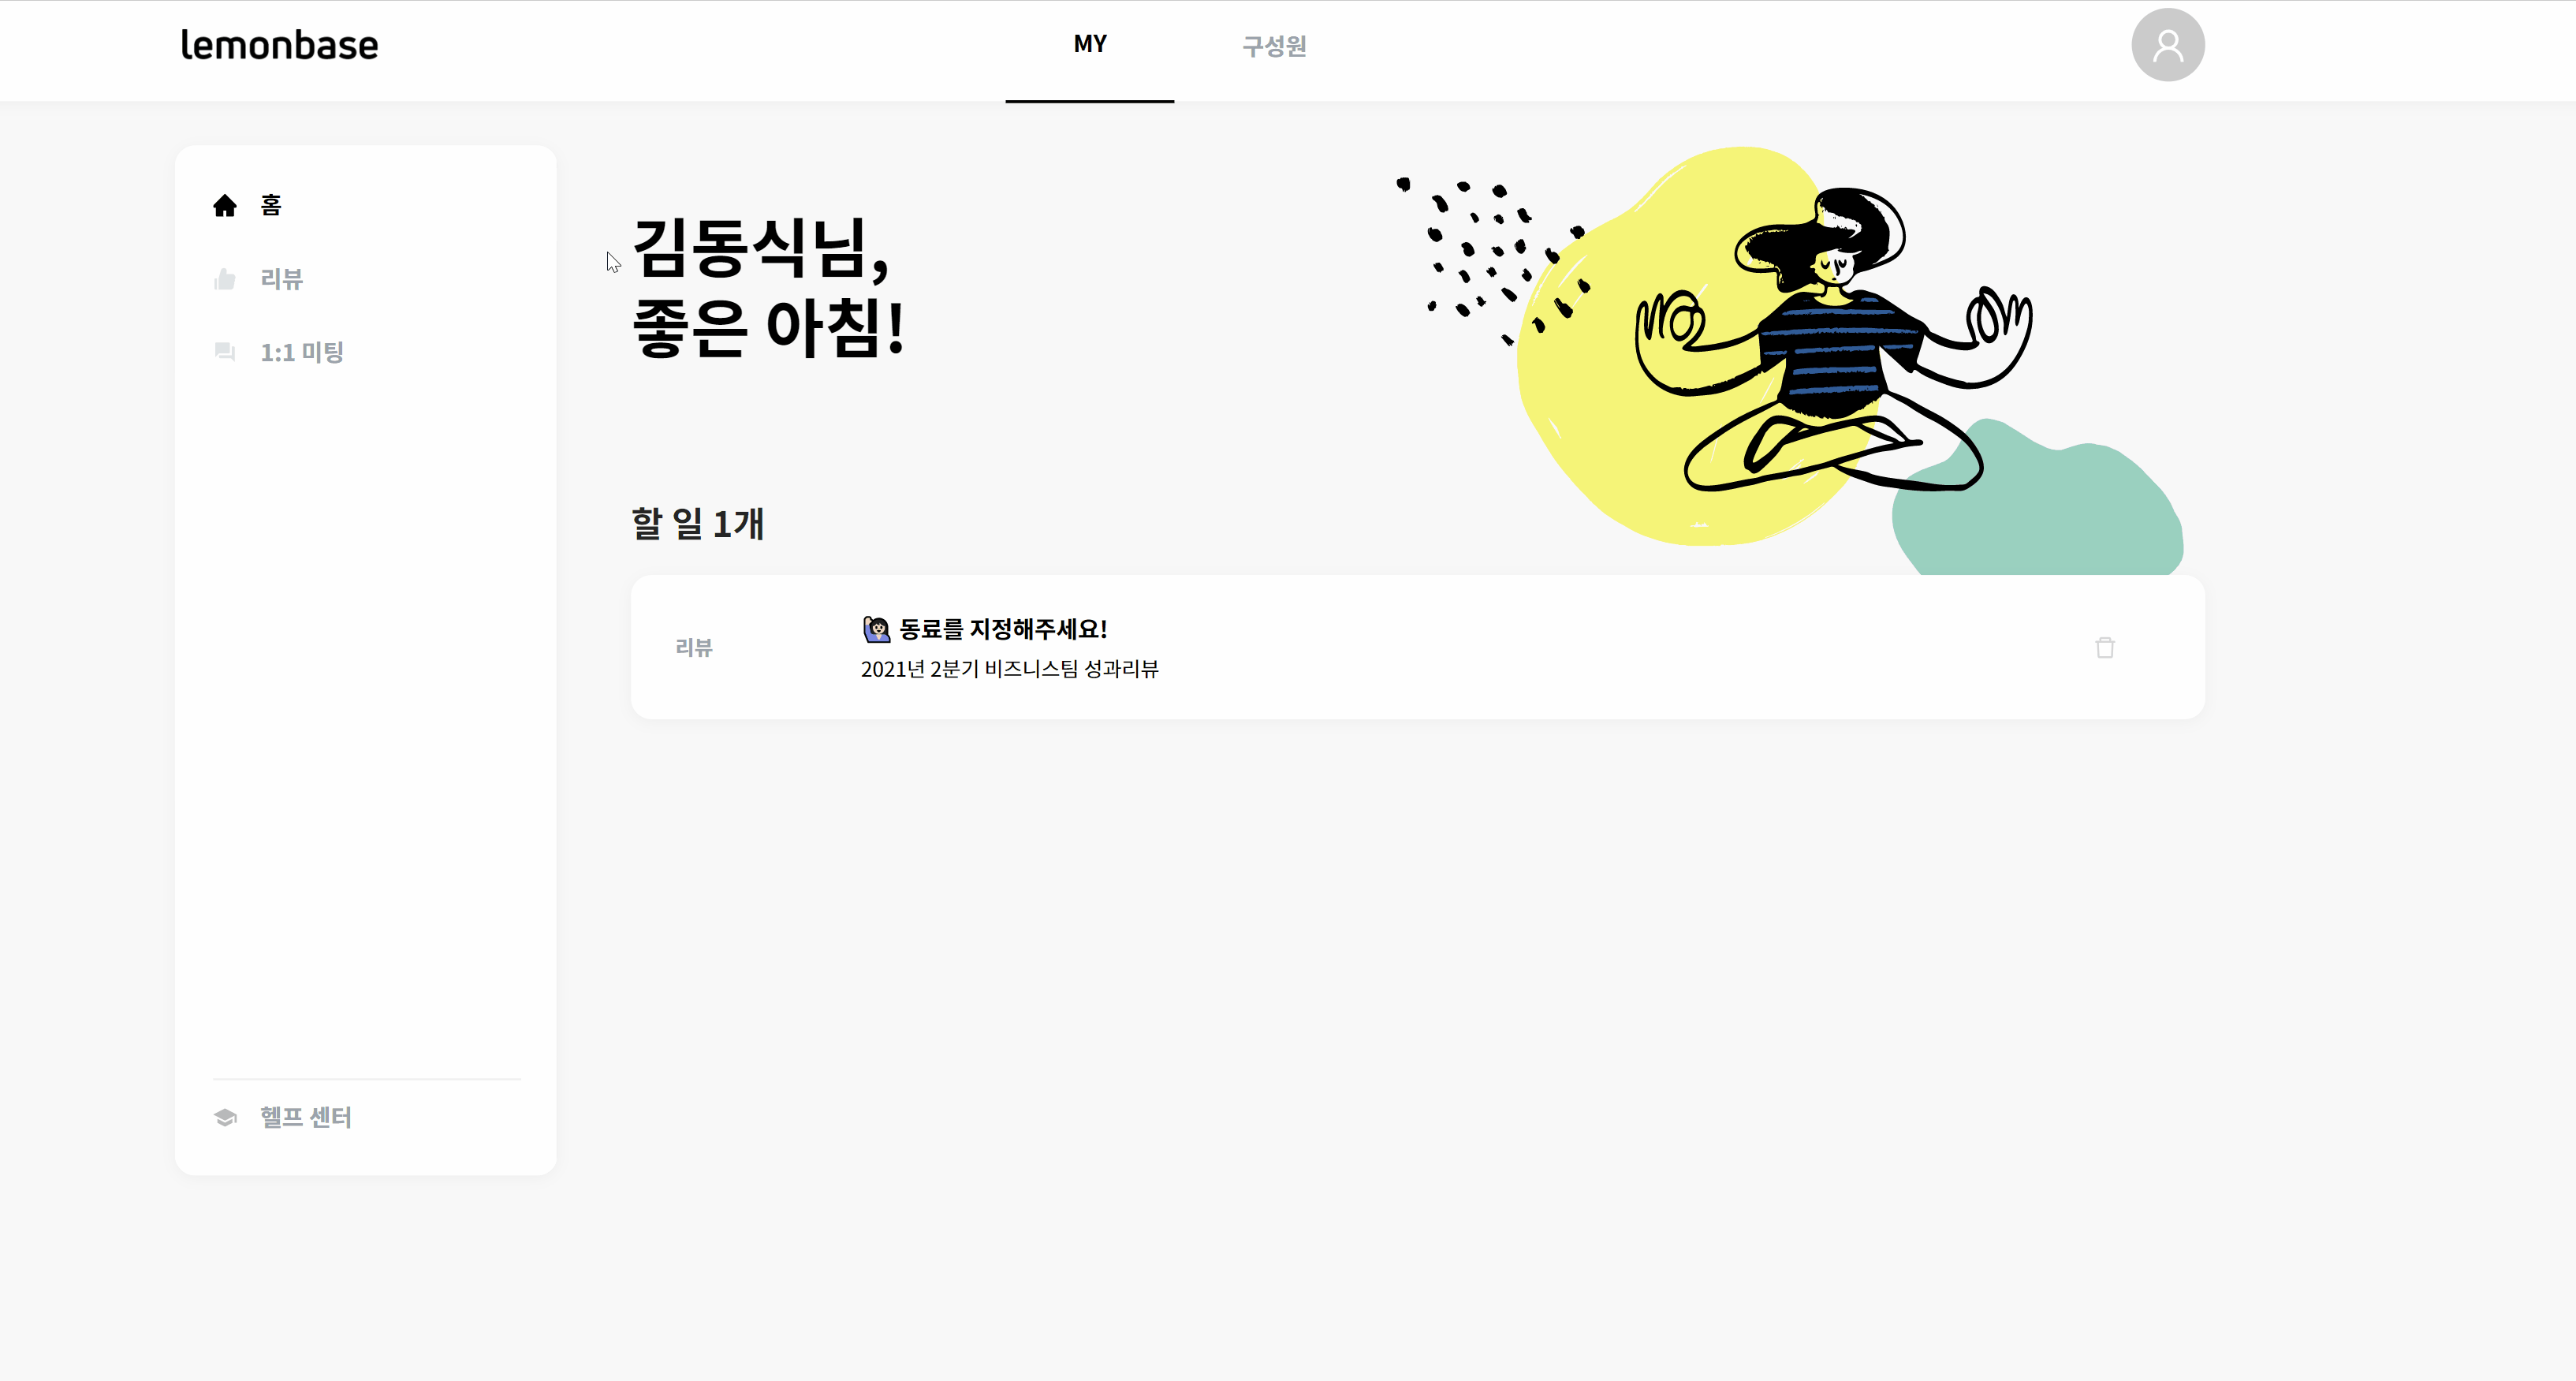 lemonbase
MY
구성원
홈
리뷰
1:1 미팅
헬프 센터
김동식님,
좋은 아침!
할 일 1개
리뷰
🙋🏻‍♀️ 동료를 지정해주세요!
2021년 2분기 비즈니스팀 성과리뷰